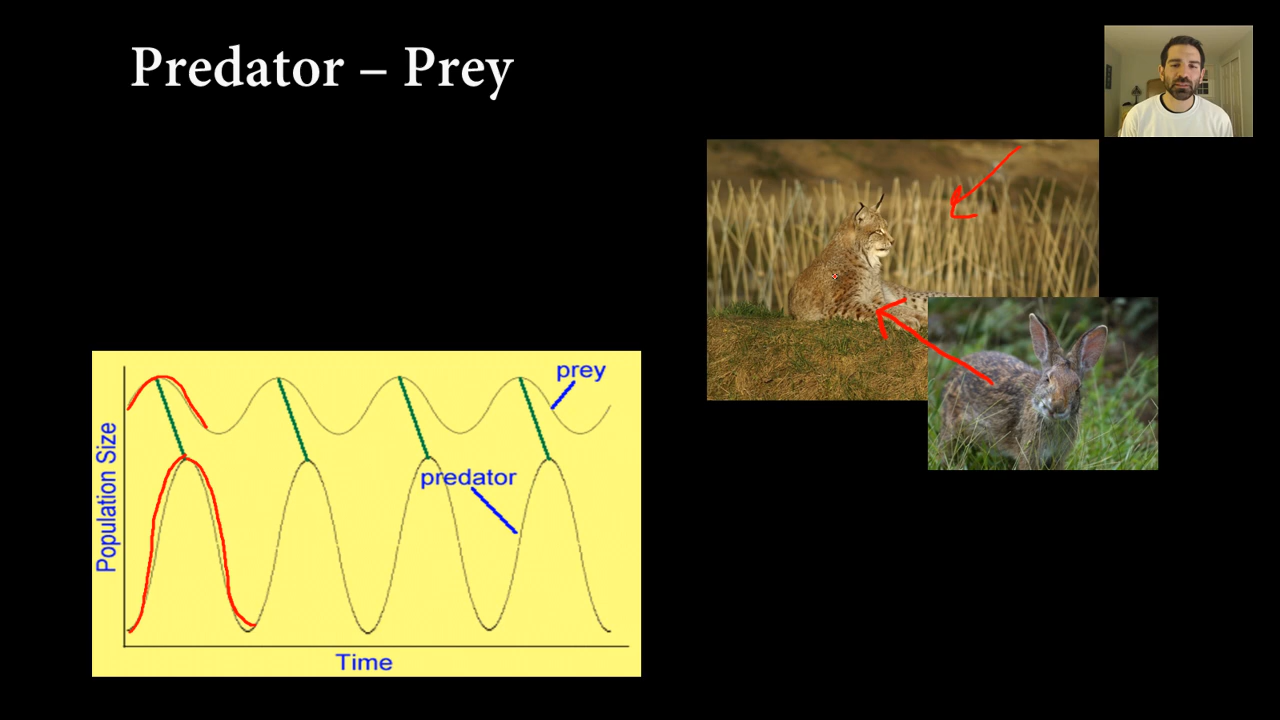 Predator – Prey
prey
predator
Population Size
Time